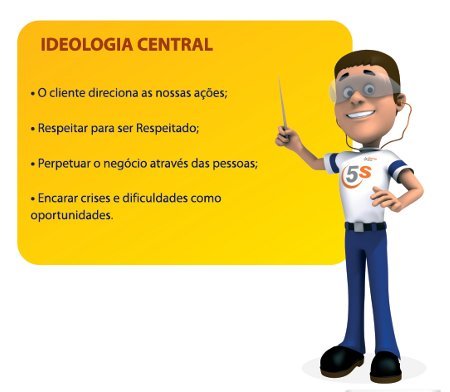 IDEOLOGIA CENTRAL
• O cliente direciona as nossas ações;
• Respeitar para ser Respeitado;
• Perpetuar o negócio através das pessoas;
• Encarar crises e dificuldades como
oportunidades.
5s